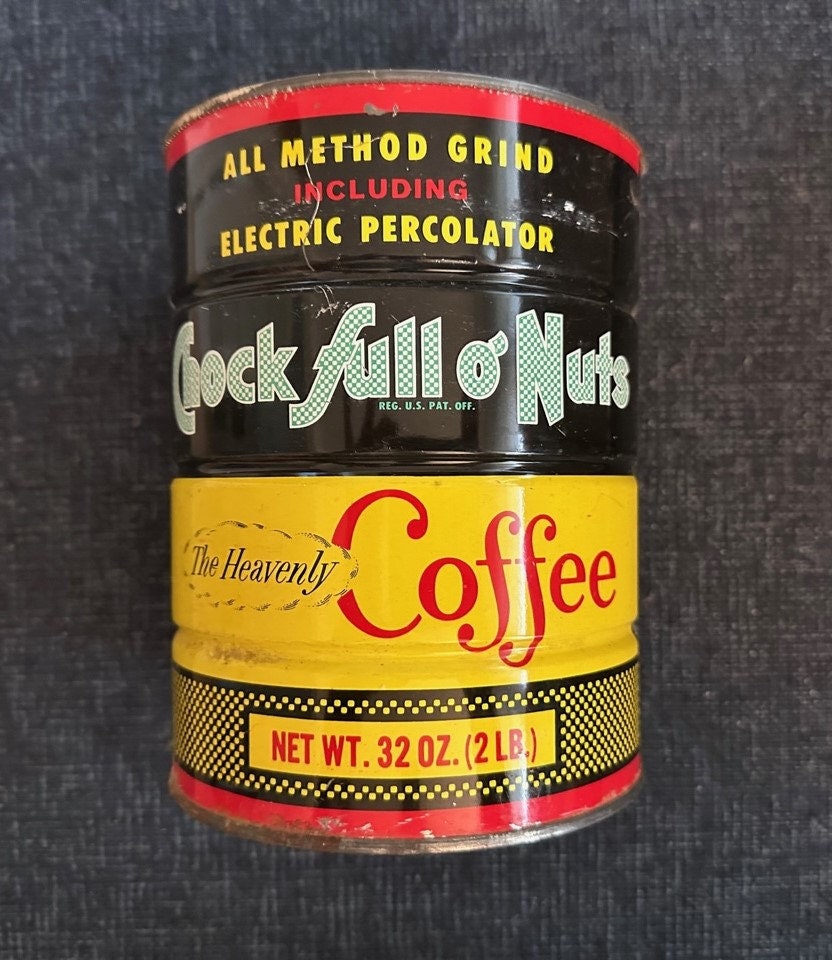 ALL METHOD GRIND
INCLUDING
ELECTRIC PERCOLATOR
Chock full o' Nuts
REG. U.S. PAT. OFF.
The Heavenly Coffee
NET WT. 32 OZ. (2 LB.)